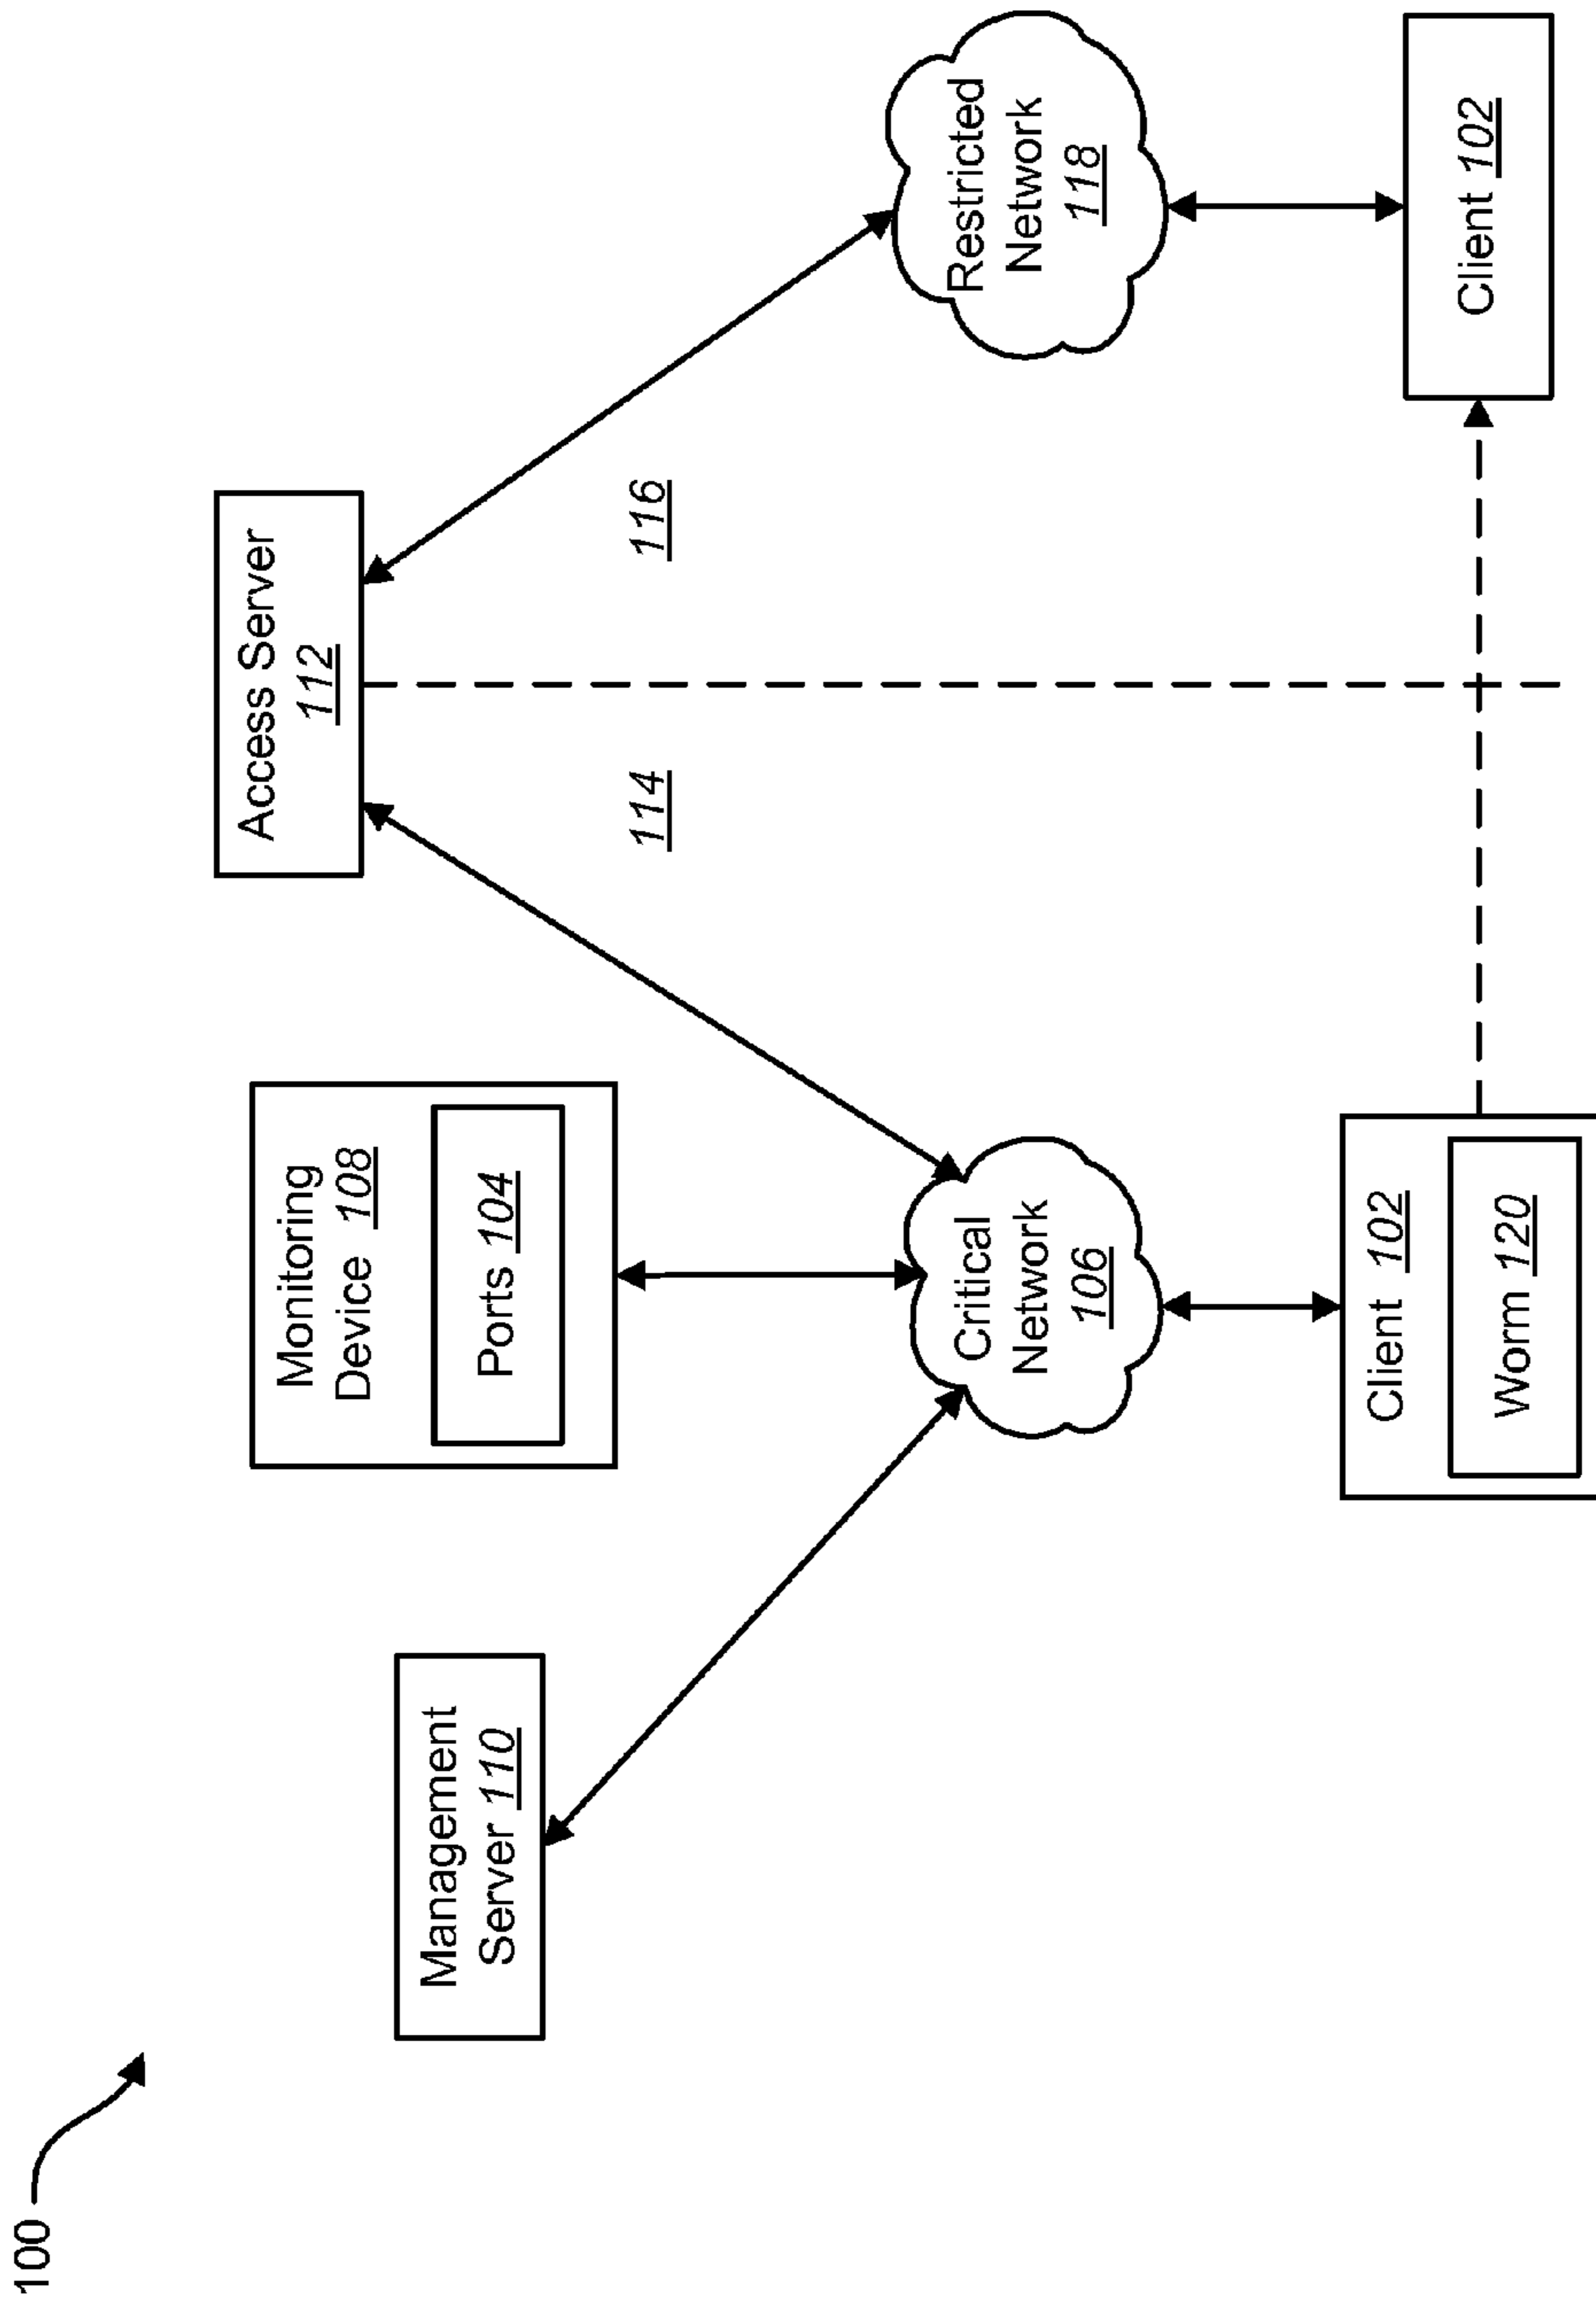 100
Management
Server 110
Monitoring
Device 108
Ports 104
Access Server
112
114
116
Critical
Network
106
Restricted
Network
118
Client 102
Worm 120
Client 102